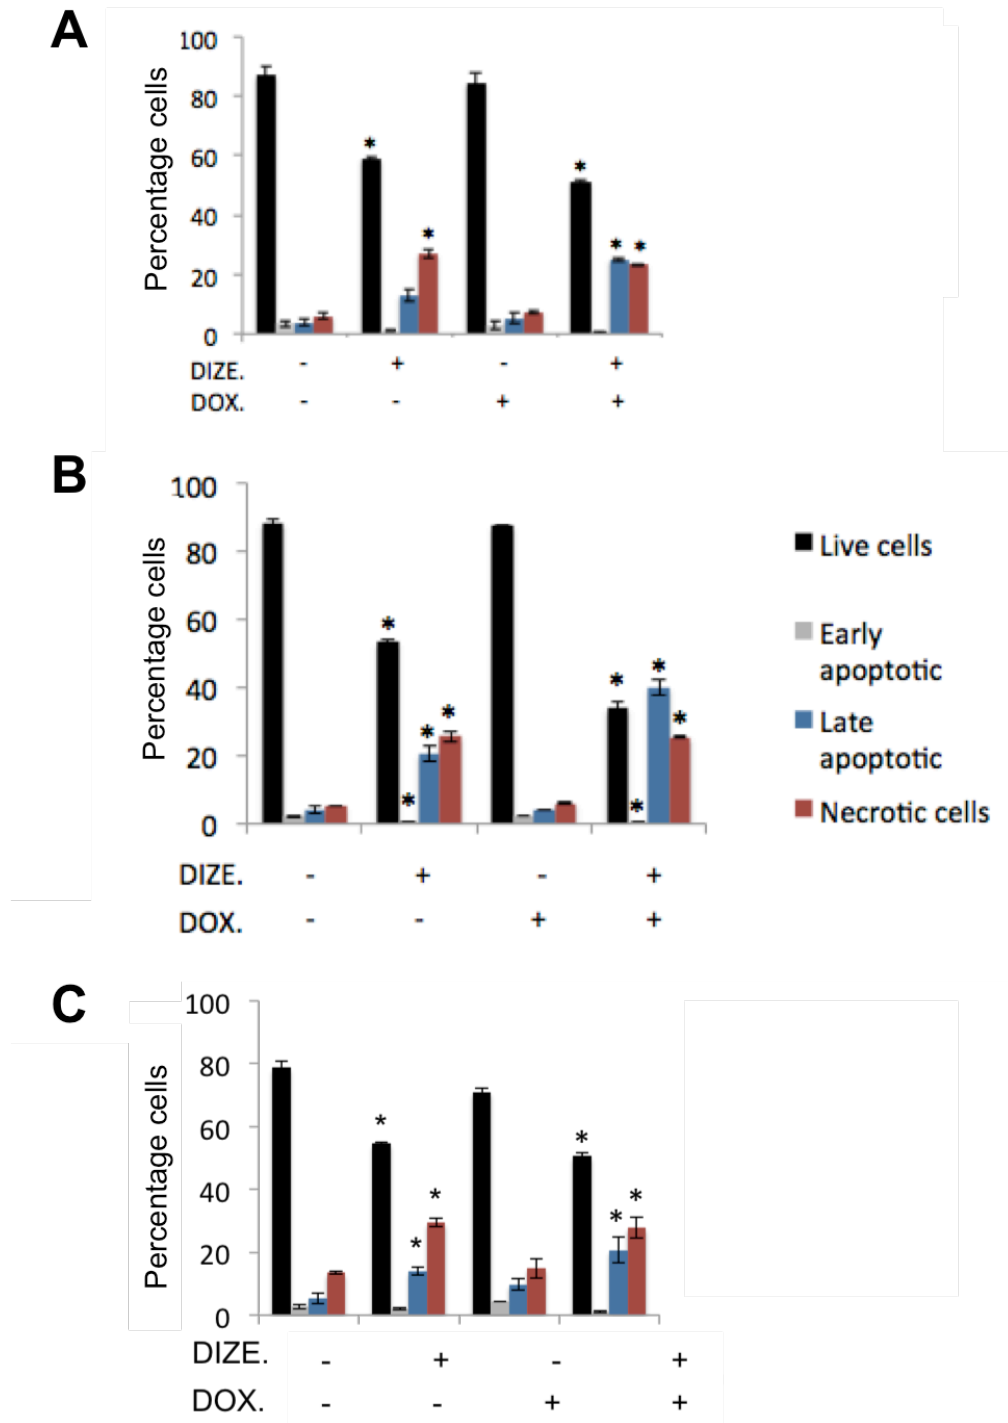 A
Percentage cells
100
80
60
40
20
0
* * * * * *
DIZE. - + - +
DOX. - - + +
B
Percentage cells
100
80
60
40
20
0
* * * * * * * *
DIZE. - + - +
DOX. - - + +
Live cells
Early
apoptotic
Late
apoptotic
Necrotic cells
C
Percentage cells
100
80
60
40
20
0
* * * * * *
DIZE. - + - +
DOX. - - + +